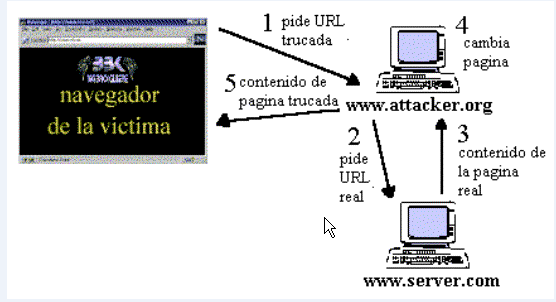 1 pide URL
trucada
4
cambia
pagina
navegador
de la victima
5 contenido de
pagina trucada
www.attacker.org
2
pide
URL
real
3
contenido de
la pagina
real
www.server.com